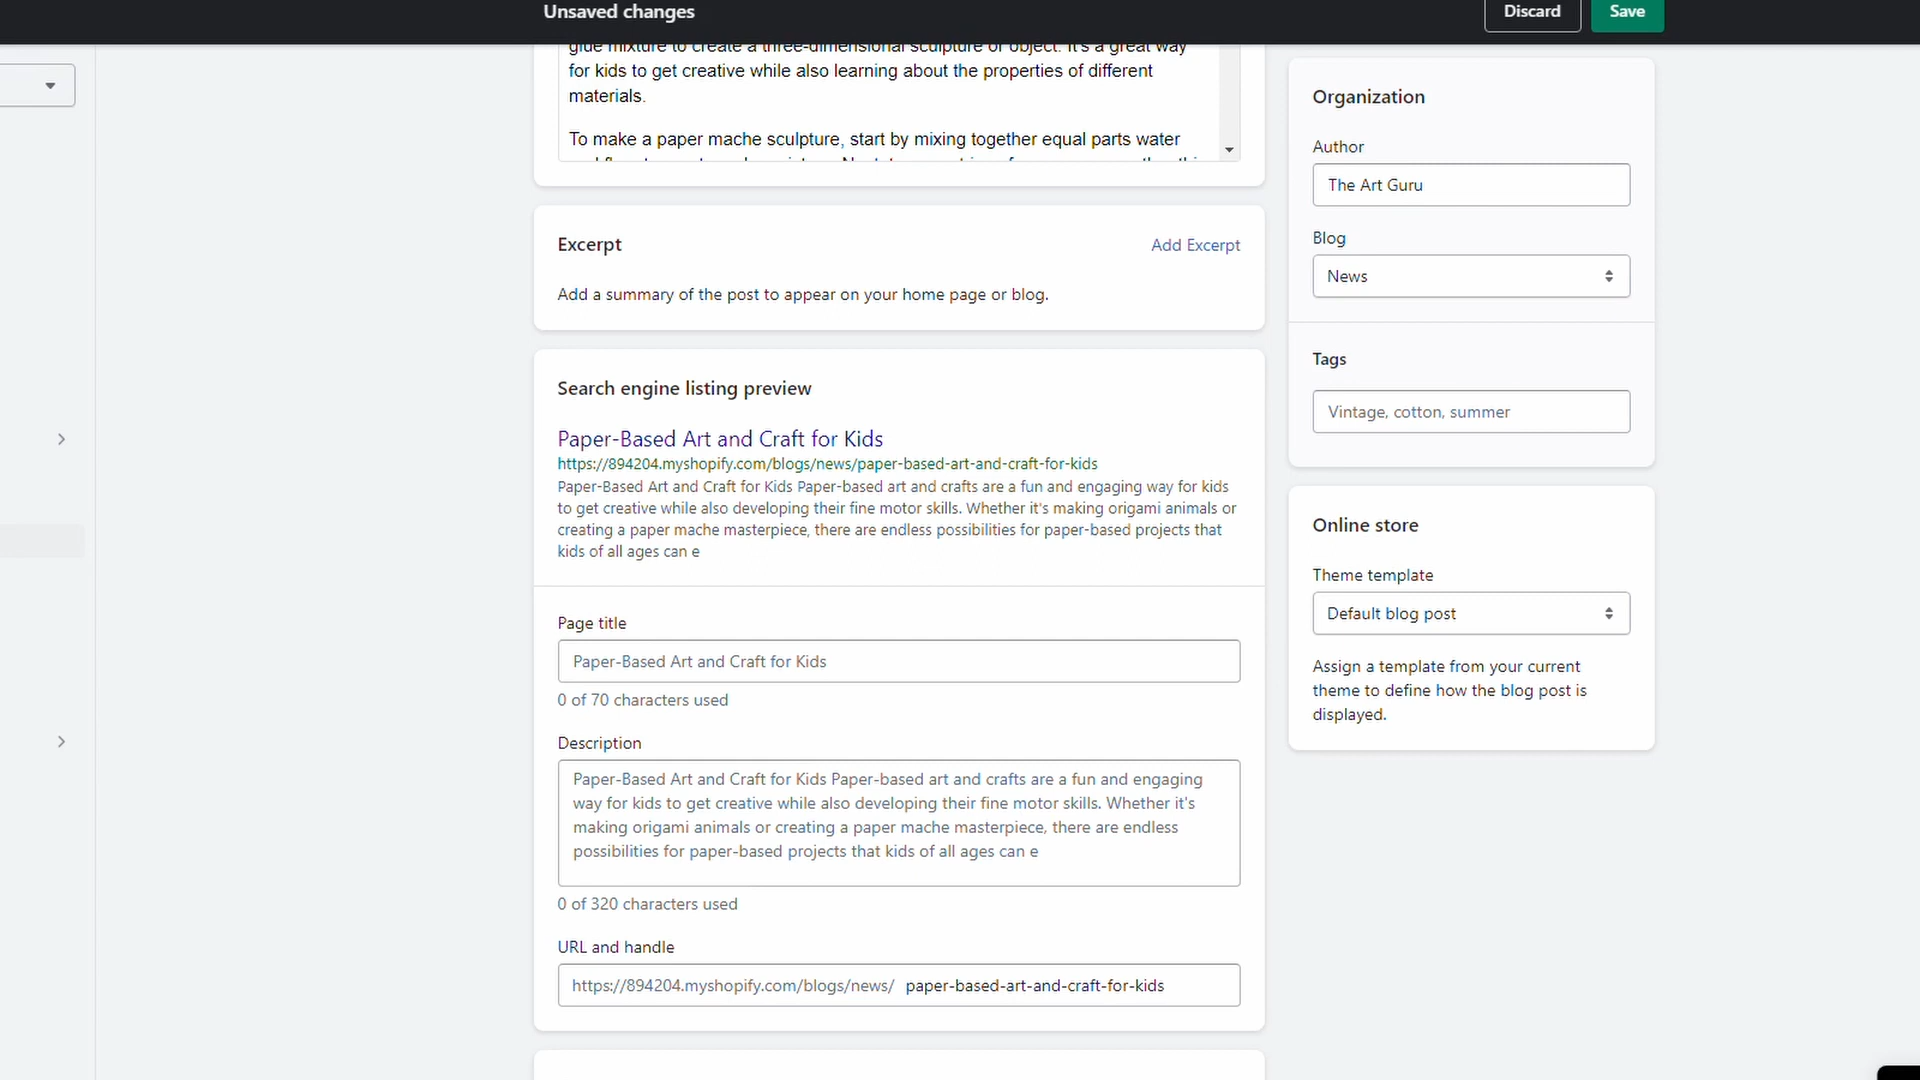 Unsaved changes
Discard
Save
glue mixture to create a three-dimensional sculpture or object. It's a great way
for kids to get creative while also learning about the properties of different
materials.
To make a paper mache sculpture, start by mixing together equal parts water
Excerpt
Add Excerpt
Add a summary of the post to appear on your home page or blog.
Search engine listing preview
Paper-Based Art and Craft for Kids
https://894204.myshopify.com/blogs/news/paper-based-art-and-craft-for-kids
Paper-Based Art and Craft for Kids Paper-based art and crafts are a fun and engaging way for kids
to get creative while also developing their fine motor skills. Whether it's making origami animals or
creating a paper mache masterpiece, there are endless possibilities for paper-based projects that
kids of all ages can e
Page title
Paper-Based Art and Craft for Kids
0 of 70 characters used
Description
Paper-Based Art and Craft for Kids Paper-based art and crafts are a fun and engaging
way for kids to get creative while also developing their fine motor skills. Whether it's
making origami animals or creating a paper mache masterpiece, there are endless
possibilities for paper-based projects that kids of all ages can e
0 of 320 characters used
URL and handle
https://894204.myshopify.com/blogs/news/ paper-based-art-and-craft-for-kids
Organization
Author
The Art Guru
Blog
News
Tags
Vintage, cotton, summer
Online store
Theme template
Default blog post
Assign a template from your current
theme to define how the blog post is
displayed.